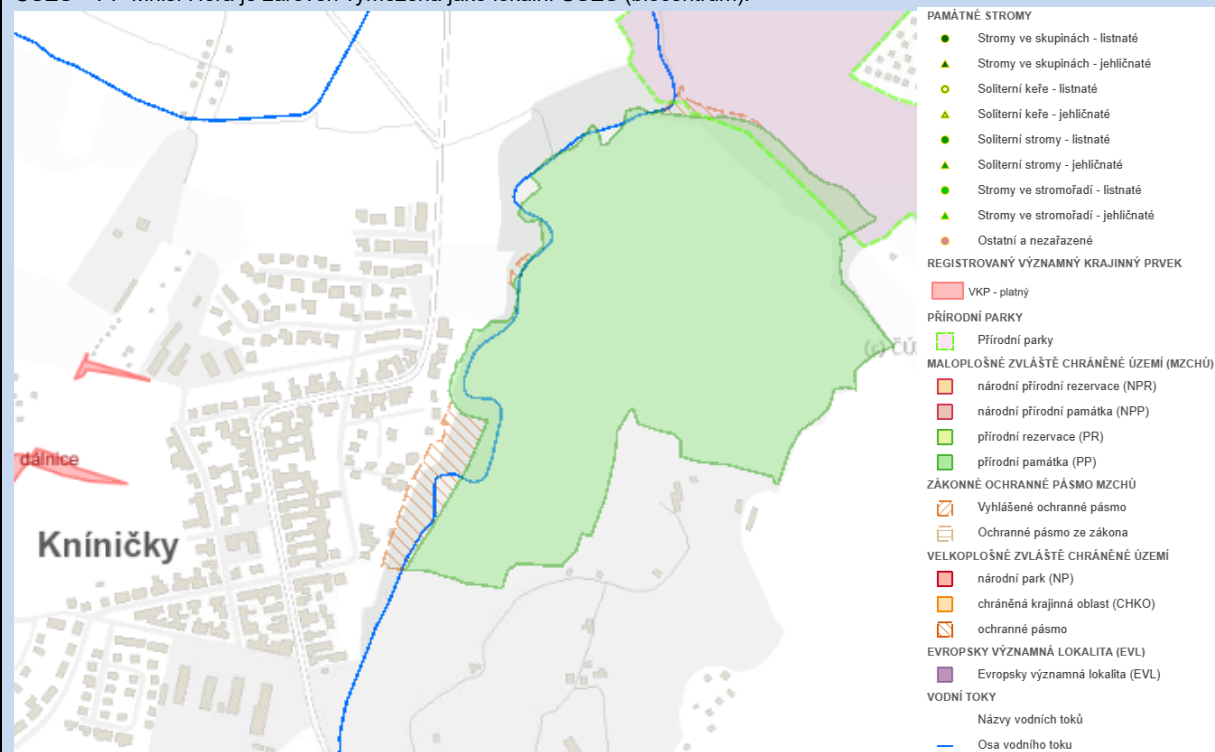 PAMÁTNÉ STROMY
Stromy ve skupinách - listnaté
Stromy ve skupinách - jehličnaté
Soliterní keře - listnaté
Soliterní keře - jehličnaté
Soliterní stromy - listnaté
Soliterní stromy - jehličnaté
Stromy ve stromořadí - listnaté
Stromy ve stromořadí - jehličnaté
Ostatní a nezařazené
REGISTROVANÝ VÝZNAMNÝ KRAJINNÝ PRVEK
VKP - platný
PŘÍRODNÍ PARKY
Přírodní parky
MALOPLOŠNÉ ZVLÁŠTĚ CHRÁNĚNÉ ÚZEMÍ (MZCHÚ)
národní přírodní rezervace (NPR)
národní přírodní památka (NPP)
přírodní rezervace (PR)
přírodní památka (PP)
ZÁKONNÉ OCHRANNÉ PÁSMO MZCHÚ
Vyhlášené ochranné pásmo
Ochranné pásmo ze zákona
VELKOPLOŠNÉ ZVLÁŠTĚ CHRÁNĚNÉ ÚZEMÍ
národní park (NP)
chráněná krajinná oblast (CHKO)
ochranné pásmo
EVROPSKY VÝZNAMNÁ LOKALITA (EVL)
Evropsky významná lokalita (EVL)
VODNÍ TOKY
Názvy vodních toků
Osa vodního toku
(c) ČÚ
dálnice
Kníničky